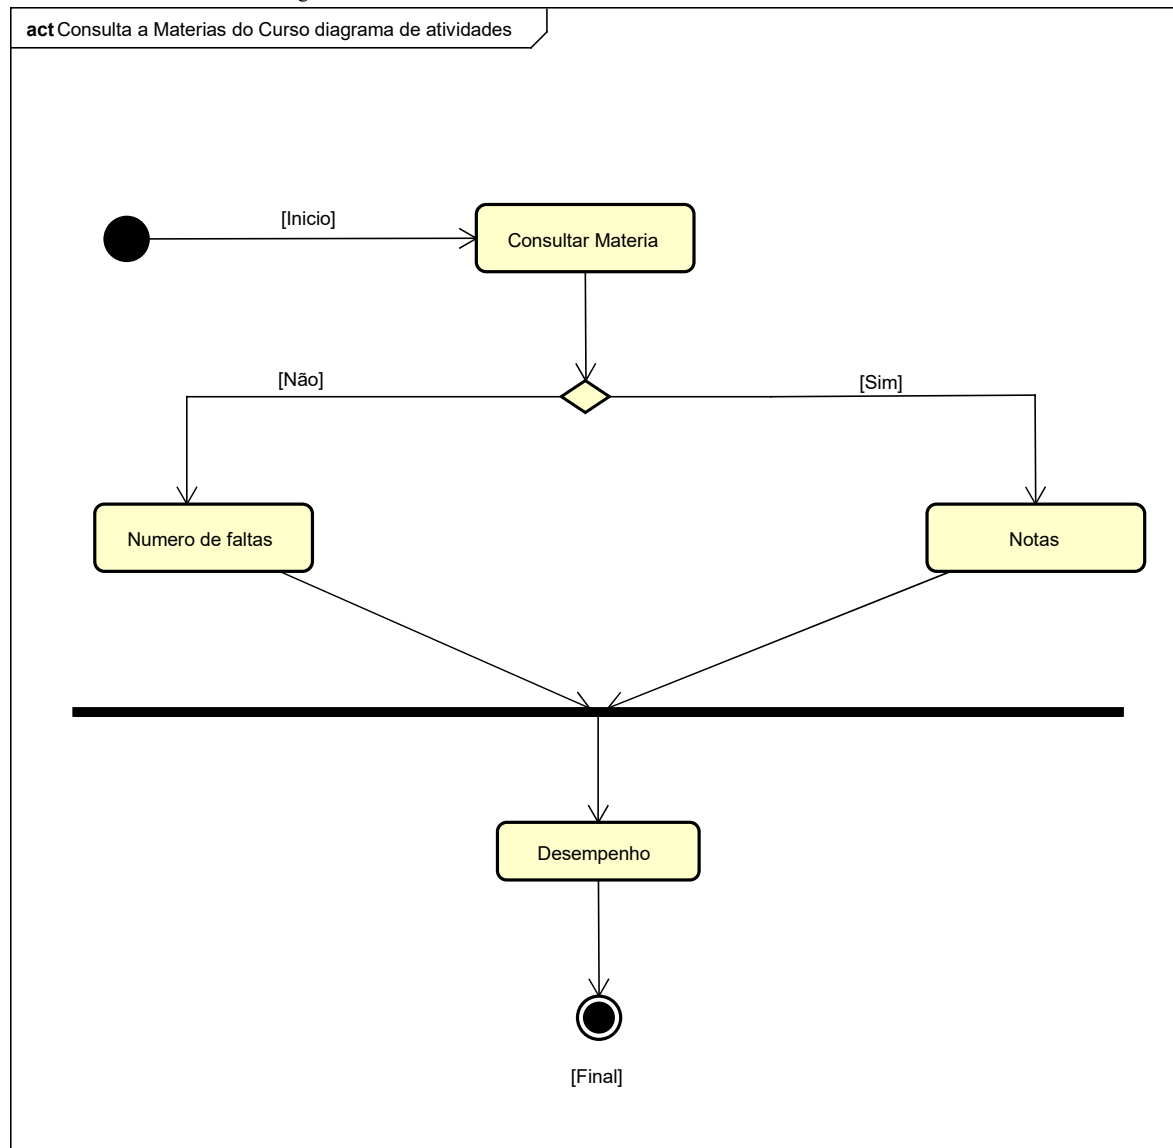 act Consulta a Materias do Curso diagrama de atividades
[Inicio]
Consultar Materia
[Não]
[Sim]
Numero de faltas
Notas
Desempenho
[Final]